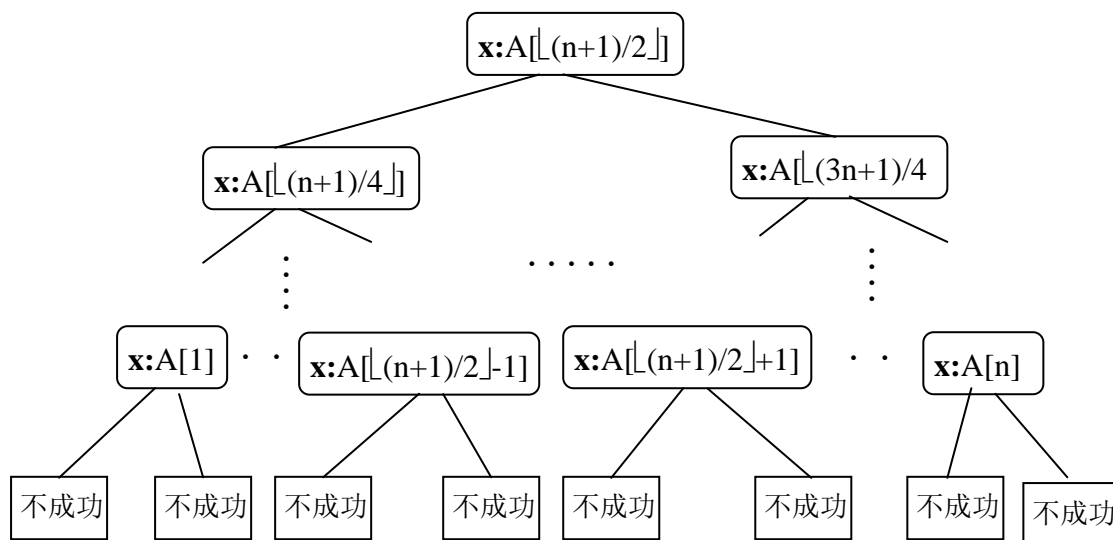 x:A[⌊(n+1)/2⌋]
x:A[⌊(n+1)/4⌋]
x:A[⌊(3n+1)/4
. . . . .
x:A[1]
. .
x:A[⌊(n+1)/2⌋-1]
x:A[⌊(n+1)/2⌋+1]
. .
x:A[n]
不成功
不成功
不成功
不成功
不成功
不成功
不成功
不成功